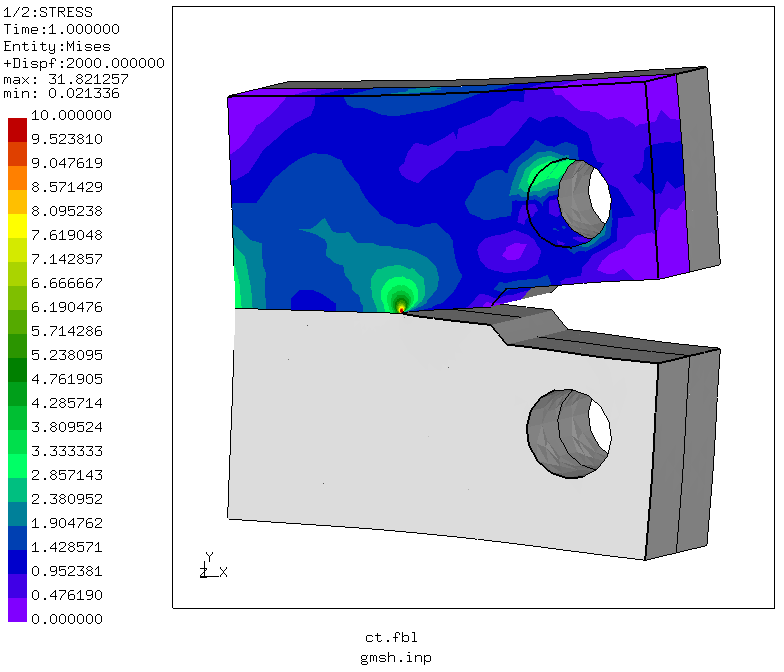 1/2:STRESS
Time:1.000000
Entity:Mises
+Dispf:2000.000000
max: 31.821257
min: 0.021336
10.000000
9.523810
9.047619
8.571429
8.095238
7.619048
7.142857
6.666667
6.190476
5.714286
5.238095
4.761905
4.285714
3.809524
3.333333
2.857143
2.380952
1.904762
1.428571
0.952381
0.476190
0.000000
Y
Z X
ct.fbl
gmsh.inp